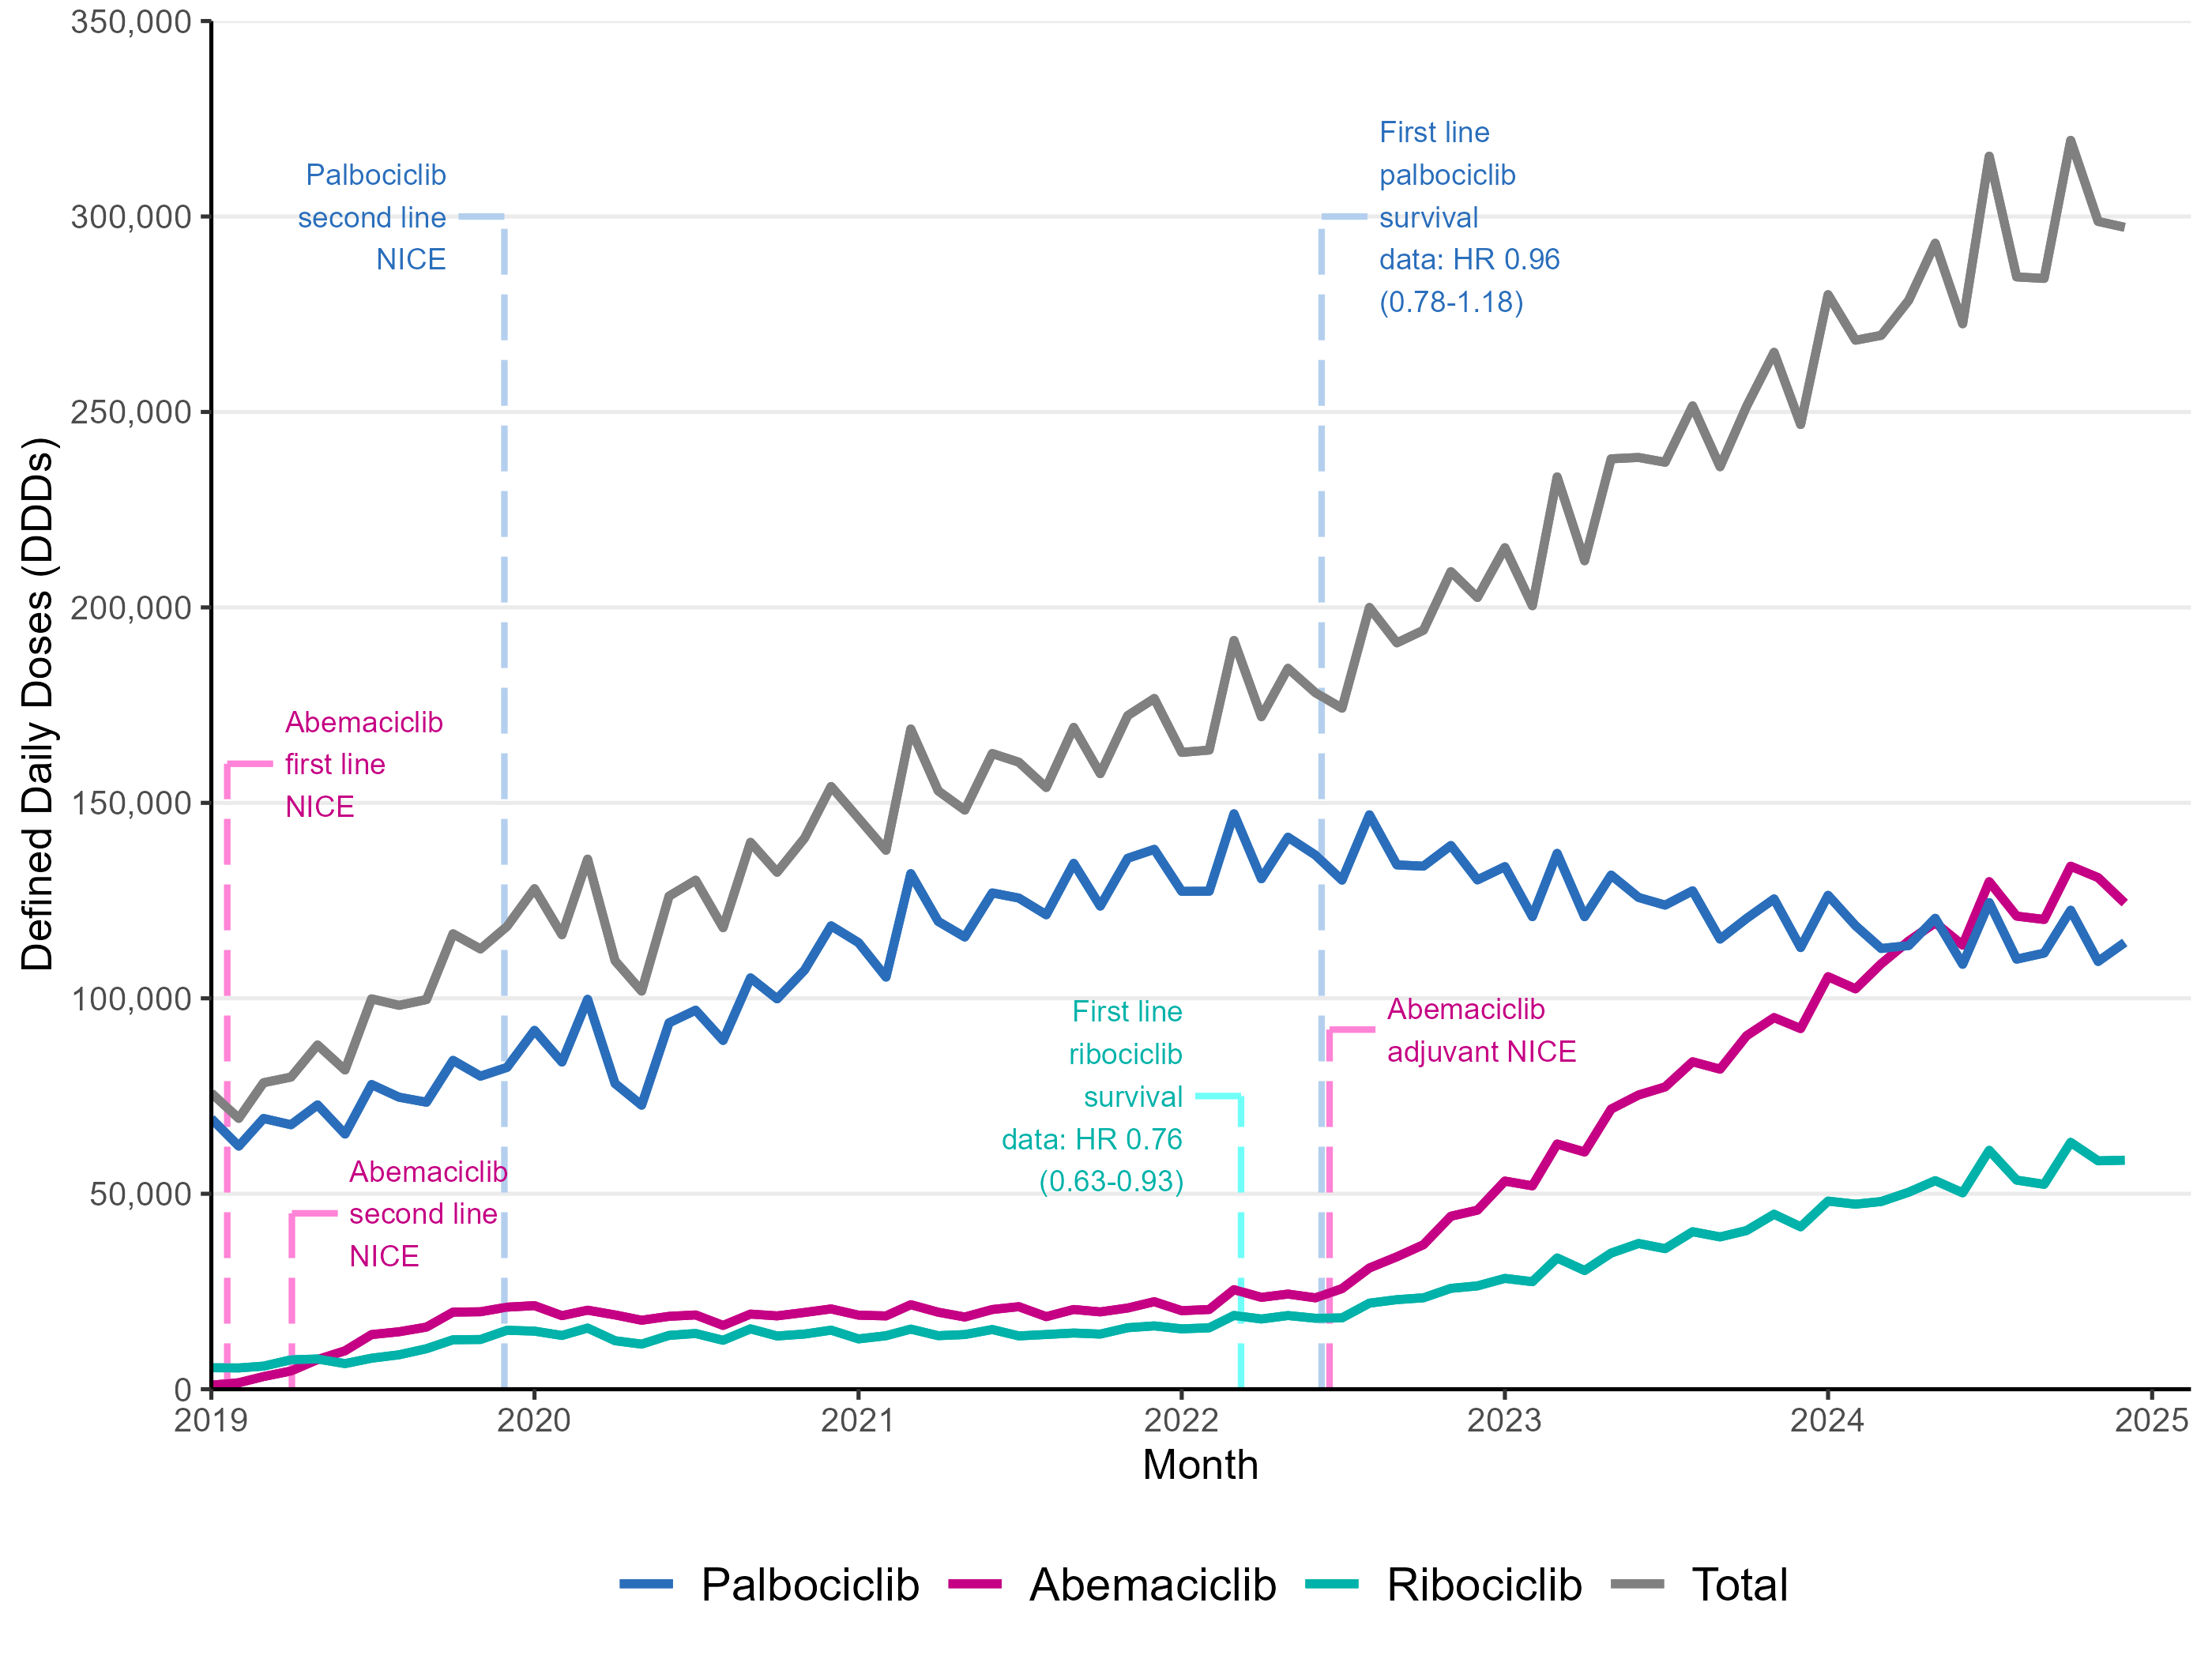 350,000
300,000
250,000
200,000
150,000
100,000
50,000
0
Defined Daily Doses (DDDs)
Palbociclib
second line
NICE
First line
palbociclib
survival
data: HR 0.96
(0.78-1.18)
Abemaciclib
first line
NICE
Abemaciclib
second line
NICE
First line
ribociclib
survival
data: HR 0.76
(0.63-0.93)
Abemaciclib
adjuvant NICE
2019 2020 2021 2022 2023 2024 2025
Month
Palbociclib Abemaciclib Ribociclib Total